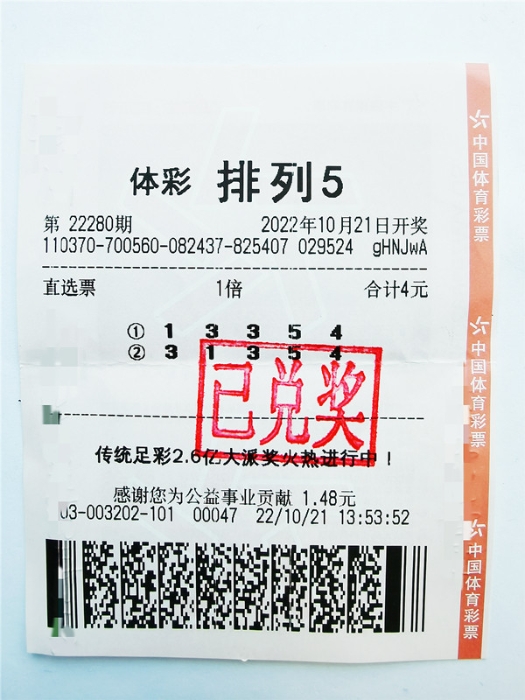 体彩 排列5
第 22280期 2022年10月21日开奖
110370-700560-082437-825407 029524 gHNJwA
直选票 1倍 合计4元
① 1 3 3 5 4
② 3 1 3 5 4
已兑奖
传统足彩2.6亿大派奖火热进行中！
感谢您为公益事业贡献 1.48元
03-003202-101 00047 22/10/21 13:53:52
中国体育彩票
中国体育彩票
中国体育彩票